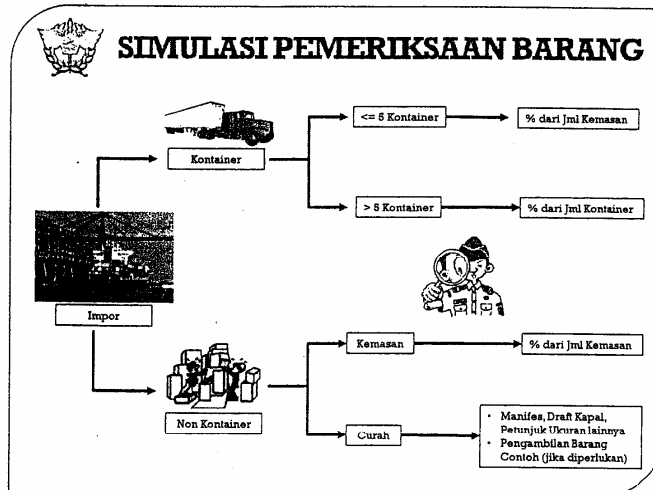 SIMULASI PEMERIKSAAN BARANG
<= 5 Kontainer
% dari Jml Kemasan
Kontainer
> 5 Kontainer
% dari Jml Kontainer
Impor
Kemasan
% dari Jml Kemasan
Non Kontainer
Curah
• Manifes, Draft Kapal,
Petunjuk Ukuran lainnya
• Pengambilan Barang
Contoh (jika diperlukan)